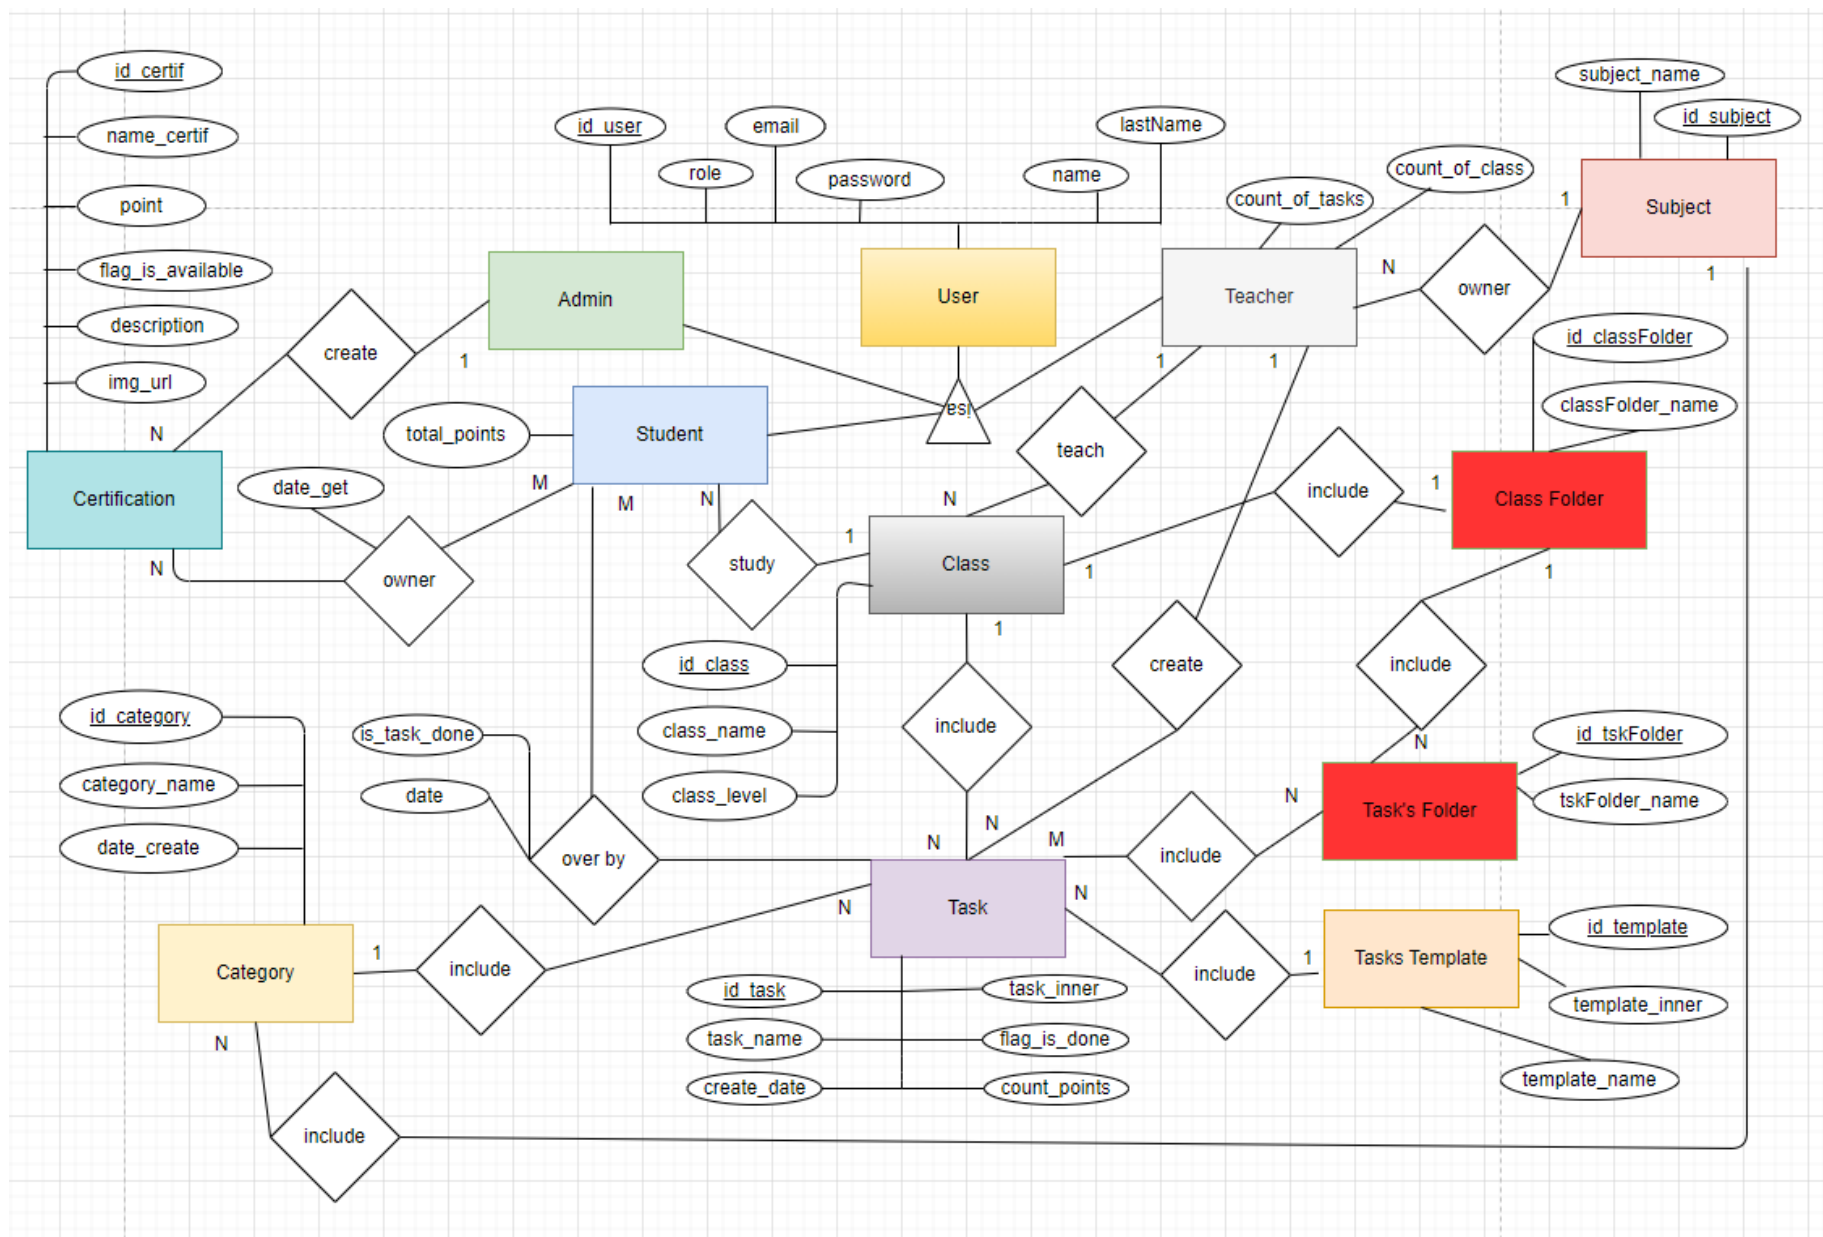 id_certif
name_certif
point
flag_is_available
description
img_url
id_user
role
email
password
name
lastName
count_of_tasks
count_of_class
subject_name
id_subject
Subject
1
1
Admin
User
Teacher
N
owner
create
1
N
isa
1
1
id_classFolder
classFolder_name
Student
total_points
teach
include
1
Class Folder
Certification
date_get
M
M
N
N
1
Class
1
1
N
owner
study
1
create
include
id_class
class_name
class_level
include
N
id_category
category_name
date_create
is_task_done
date
over by
N
N
M
include
N
Task's Folder
id_tskFolder
tskFolder_name
Task
N
N
include
1
Tasks Template
id_template
template_inner
template_name
Category
1
include
id_task
task_name
create_date
task_inner
flag_is_done
count_points
N
include